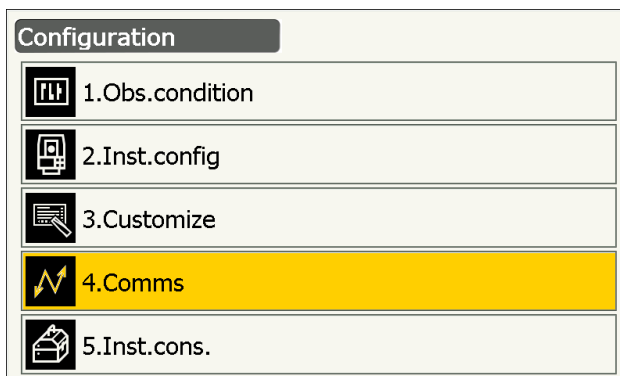 Configuration
1.Obs.condition
2.Inst.config
3.Customize
4.Comms
5.Inst.cons.